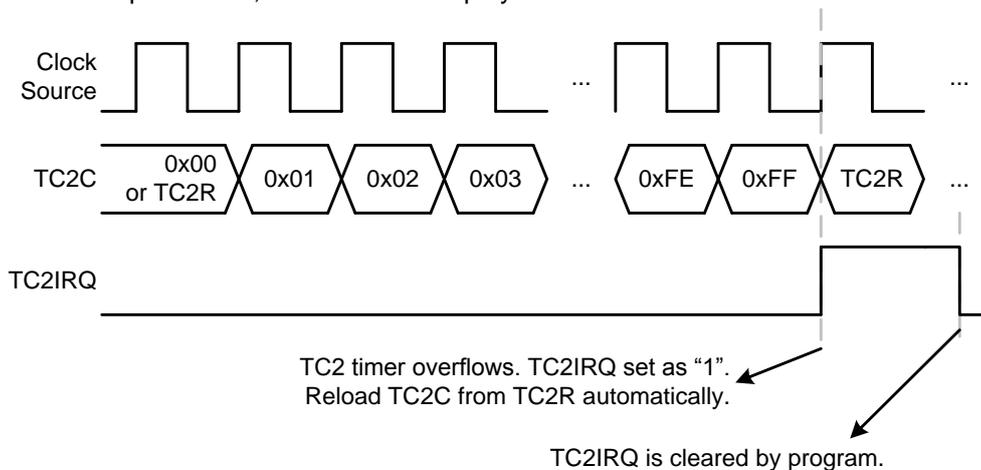 Clock
Source
...
...
TC2C
0x00
or TC2R
0x01
0x02
0x03
...
0xFE
0xFF
TC2R
...
TC2IRQ
TC2 timer overflows. TC2IRQ set as “1”.
Reload TC2C from TC2R automatically.
TC2IRQ is cleared by program.